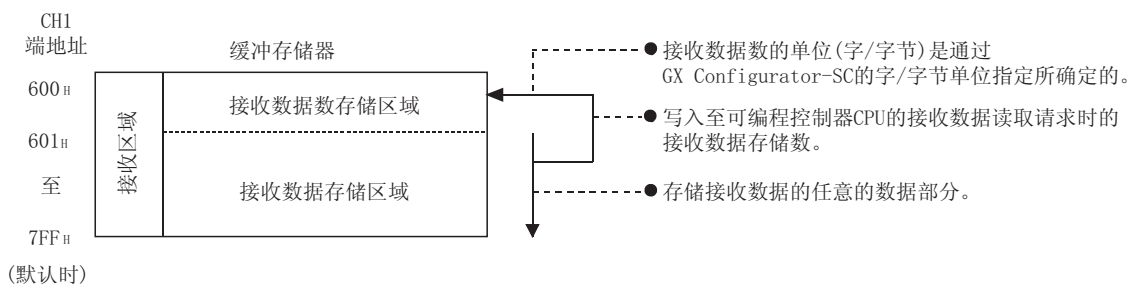 CH1
端地址
缓冲存储器
600H
接收区域
接收数据数存储区域
601H
至
接收数据存储区域
7FFH
(默认时)
●接收数据数的单位(字/字节)是通过
GX Configurator-SC的字/字节单位指定所确定的。
●写入至可编程控制器CPU的接收数据读取请求时的
接收数据存储数。
●存储接收数据的任意的数据部分。